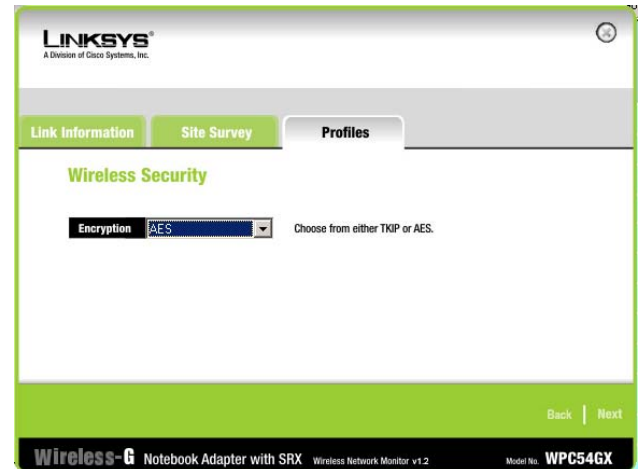 LINKSYS®
A Division of Cisco Systems, Inc.
Link Information Site Survey Profiles
Wireless Security
Encryption AES Choose from either TKIP or AES.
Back | Next
Wireless-G Notebook Adapter with SRX Wireless Network Monitor v1.2 Model No. WPC54GX